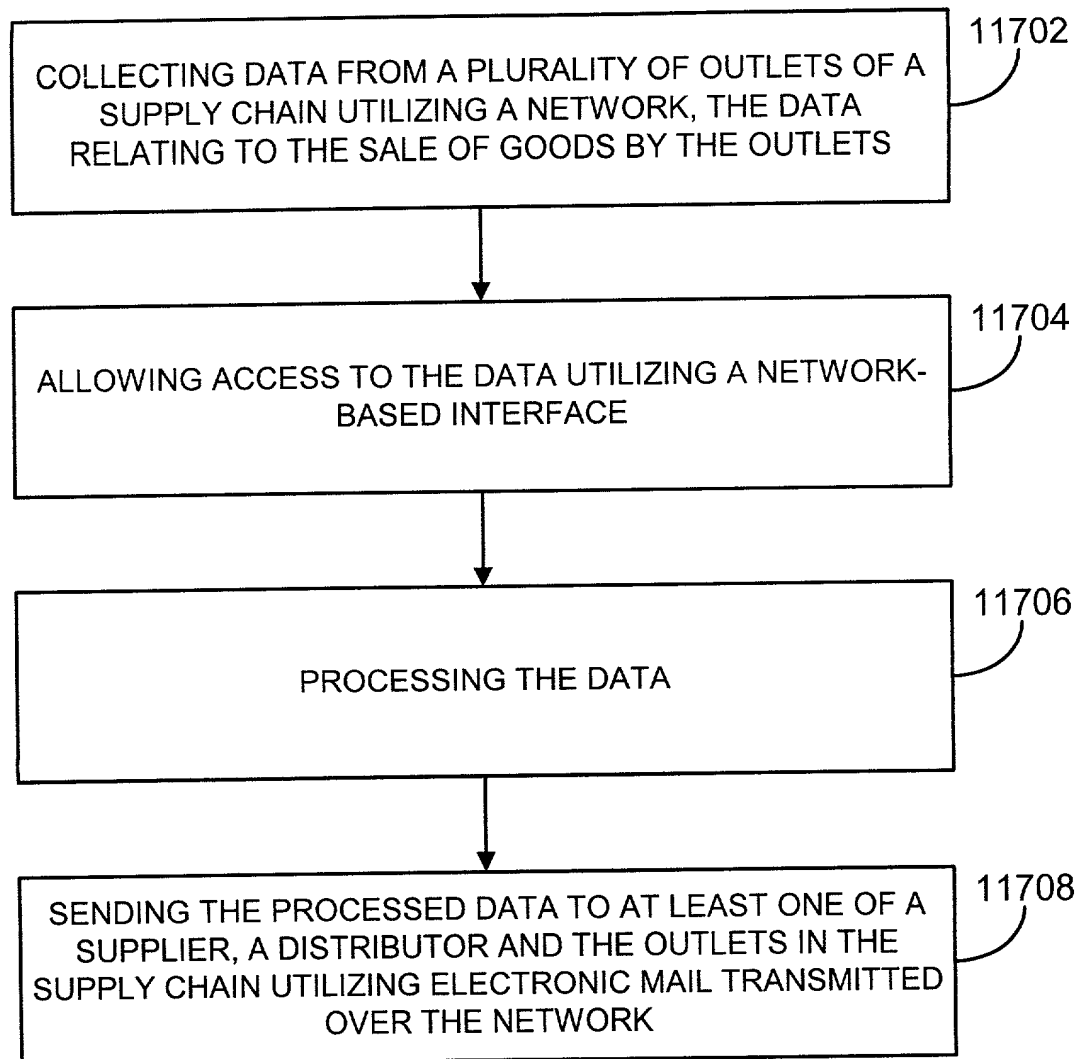 11702
COLLECTING DATA FROM A PLURALITY OF OUTLETS OF A
SUPPLY CHAIN UTILIZING A NETWORK, THE DATA
RELATING TO THE SALE OF GOODS BY THE OUTLETS
11704
ALLOWING ACCESS TO THE DATA UTILIZING A NETWORK-
BASED INTERFACE
11706
PROCESSING THE DATA
11708
SENDING THE PROCESSED DATA TO AT LEAST ONE OF A
SUPPLIER, A DISTRIBUTOR AND THE OUTLETS IN THE
SUPPLY CHAIN UTILIZING ELECTRONIC MAIL TRANSMITTED
OVER THE NETWORK